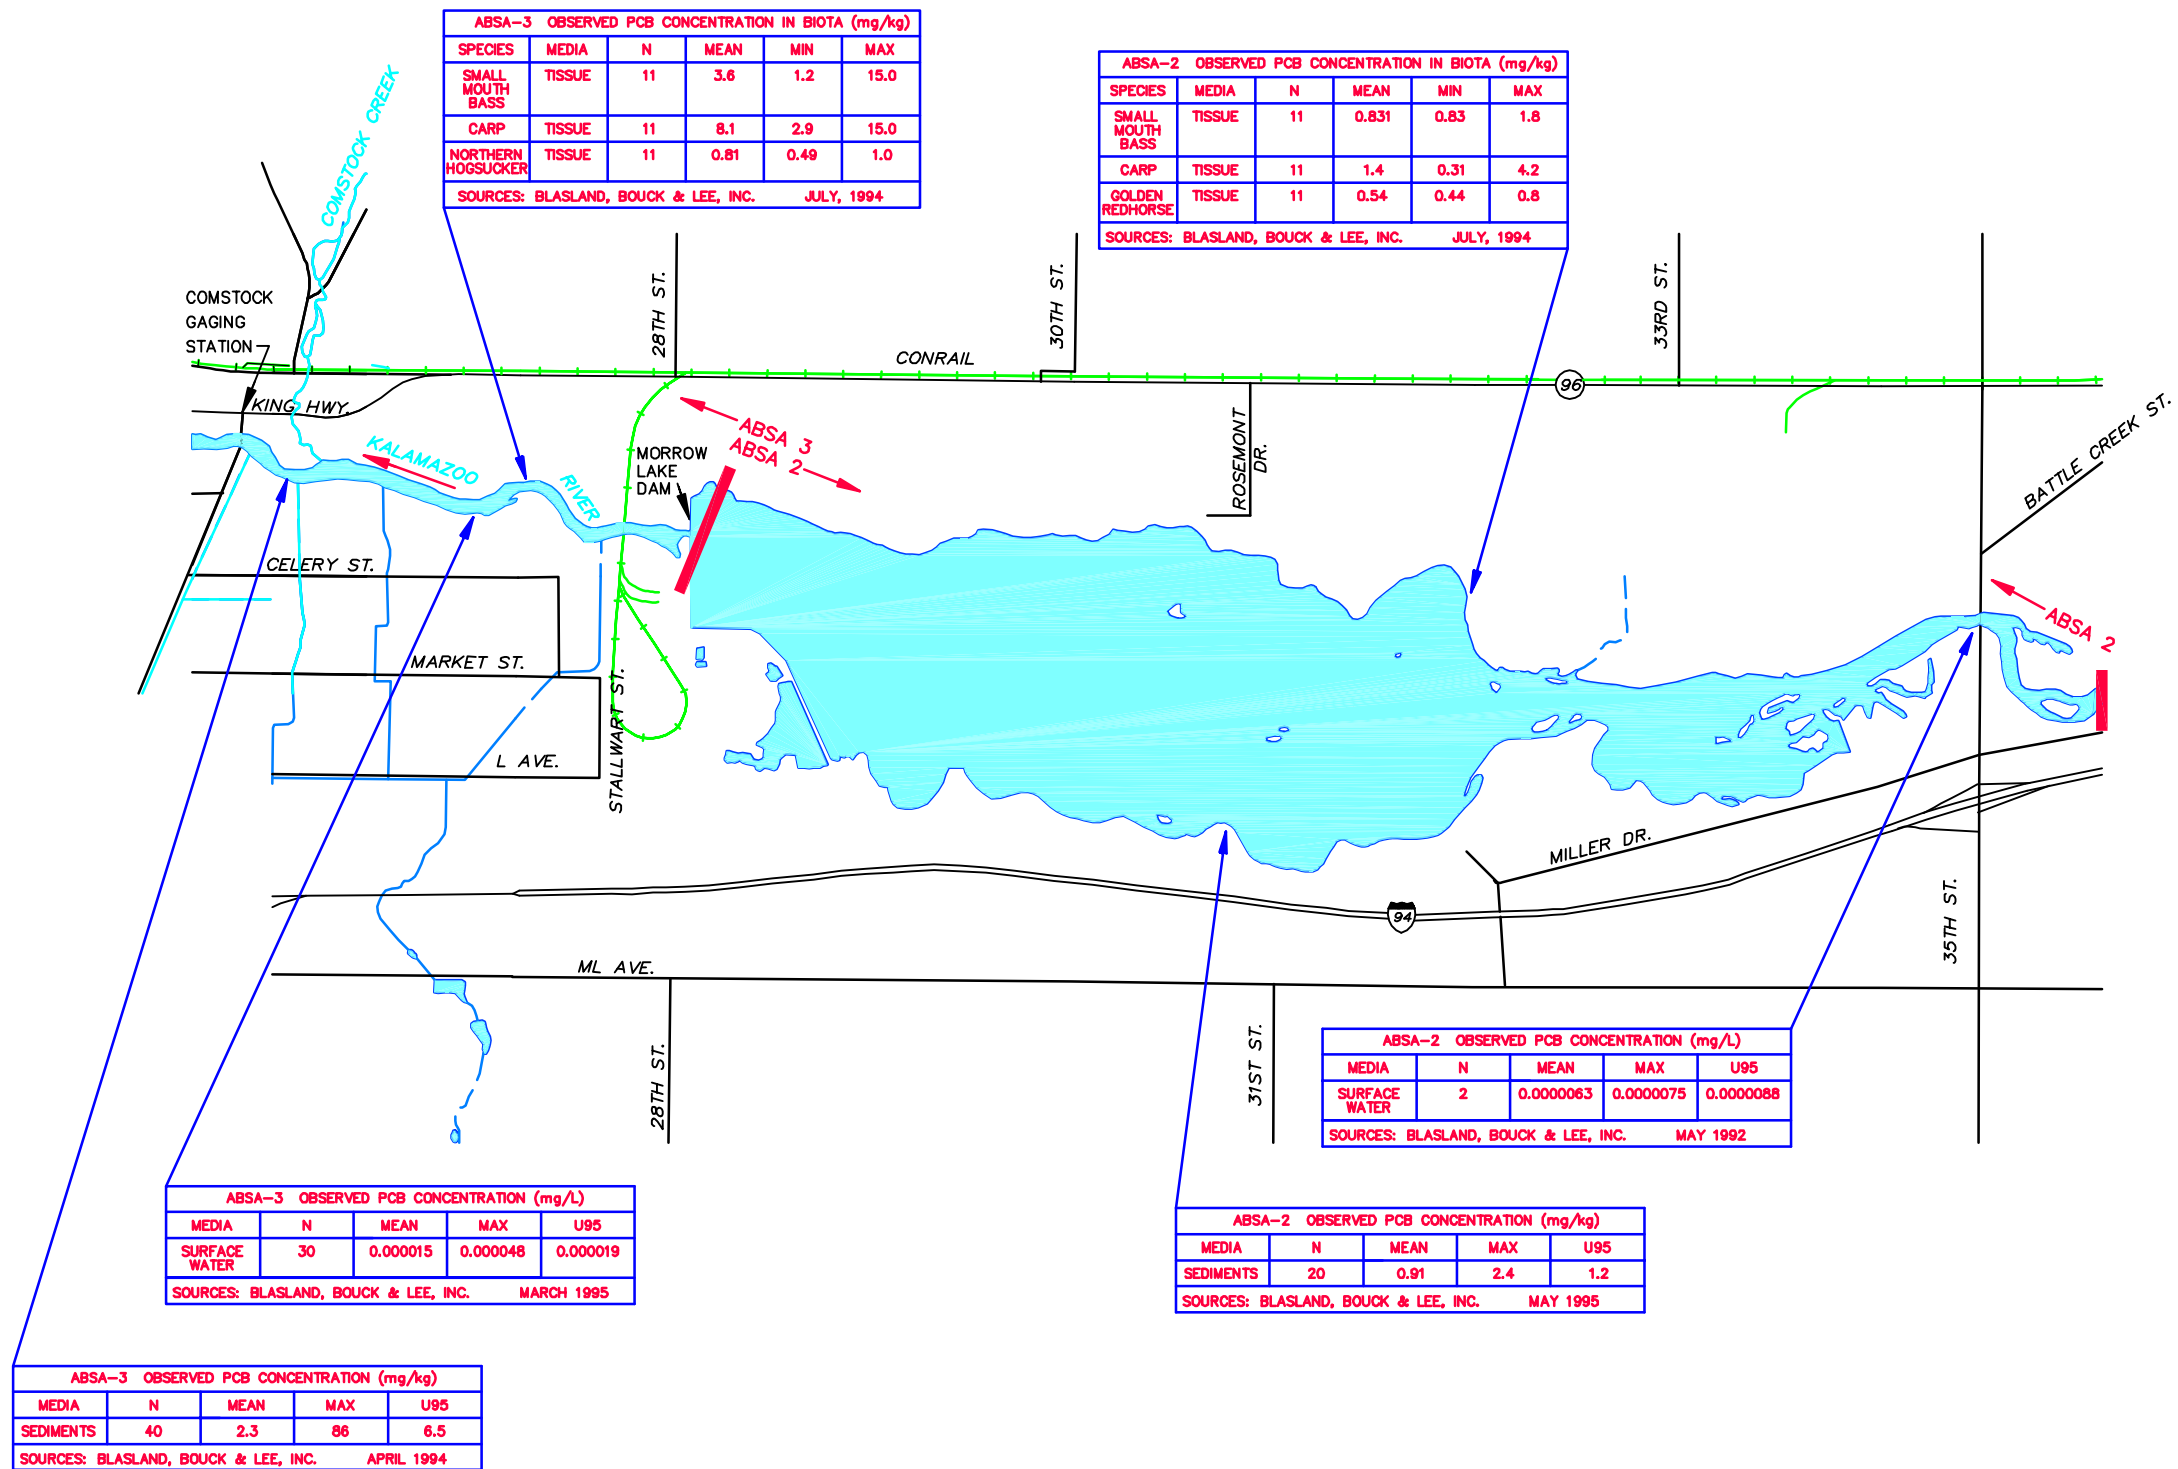 ABSA-3 OBSERVED PCB CONCENTRATION IN BIOTA (mg/kg)
SPECIES MEDIA N MEAN MIN MAX
SMALL MOUTH BASS TISSUE 11 3.6 1.2 15.0
CARP TISSUE 11 8.1 2.9 15.0
NORTHERN HOGSUCKER TISSUE 11 0.81 0.49 1.0
SOURCES: BLASLAND, BOUCK & LEE, INC. JULY, 1994
ABSA-2 OBSERVED PCB CONCENTRATION IN BIOTA (mg/kg)
SPECIES MEDIA N MEAN MIN MAX
SMALL MOUTH BASS TISSUE 11 0.831 0.83 1.8
CARP TISSUE 11 1.4 0.31 4.2
GOLDEN REDHORSE TISSUE 11 0.54 0.44 0.8
SOURCES: BLASLAND, BOUCK & LEE, INC. JULY, 1994
COMSTOCK CREEK
COMSTOCK
GAGING
STATION
28TH ST.
30TH ST.
33RD ST.
CONRAIL
96
KING HWY.
KALAMAZOO
RIVER
ABSA 3
ABSA 2
MORROW
LAKE
DAM
ROSEMONT
DR.
BATTLE CREEK ST.
CELERY ST.
ABSA 2
MARKET ST.
STALLWART ST.
L AVE.
MILLER DR.
94
35TH ST.
ML AVE.
28TH ST.
31ST ST.
ABSA-2 OBSERVED PCB CONCENTRATION (mg/L)
MEDIA N MEAN MAX U95
SURFACE WATER 2 0.0000063 0.0000075 0.0000088
SOURCES: BLASLAND, BOUCK & LEE, INC. MAY 1992
ABSA-3 OBSERVED PCB CONCENTRATION (mg/L)
MEDIA N MEAN MAX U95
SURFACE WATER 30 0.000015 0.000048 0.000019
SOURCES: BLASLAND, BOUCK & LEE, INC. MARCH 1995
ABSA-2 OBSERVED PCB CONCENTRATION (mg/kg)
MEDIA N MEAN MAX U95
SEDIMENTS 20 0.91 2.4 1.2
SOURCES: BLASLAND, BOUCK & LEE, INC. MAY 1995
ABSA-3 OBSERVED PCB CONCENTRATION (mg/kg)
MEDIA N MEAN MAX U95
SEDIMENTS 40 2.3 86 6.5
SOURCES: BLASLAND, BOUCK & LEE, INC. APRIL 1994